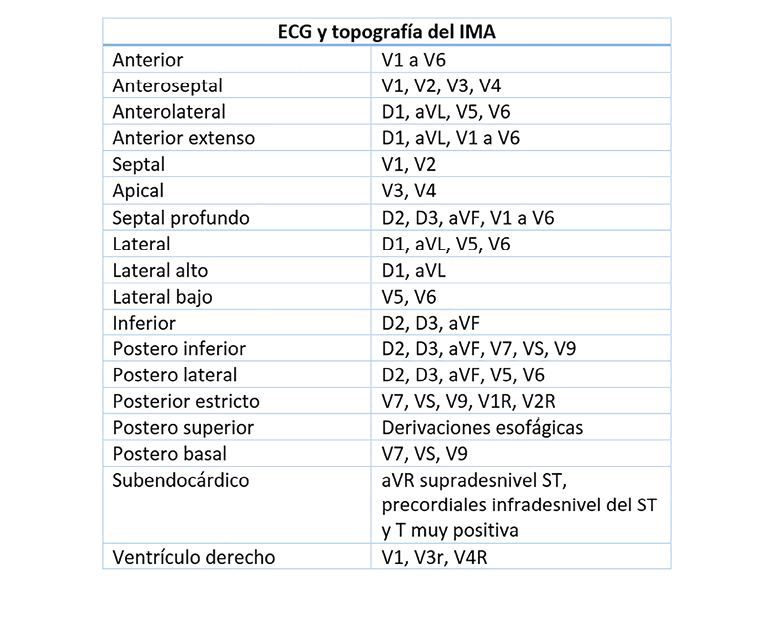 ECG y topografía del IMA
Anterior V1 a V6
Anteroseptal V1, V2, V3, V4
Anterolateral D1, aVL, V5, V6
Anterior extenso D1, aVL, V1 a V6
Septal V1, V2
Apical V3, V4
Septal profundo D2, D3, aVF, V1 a V6
Lateral D1, aVL, V5, V6
Lateral alto D1, aVL
Lateral bajo V5, V6
Inferior D2, D3, aVF
Postero inferior D2, D3, aVF, V7, VS, V9
Postero lateral D2, D3, aVF, V5, V6
Posterior estricto V7, VS, V9, V1R, V2R
Postero superior Derivaciones esofágicas
Postero basal V7, VS, V9
Subendocárdico aVR supradesnivel ST,
precordiales infradesnivel del ST
y T muy positiva
Ventrículo derecho V1, V3r, V4R